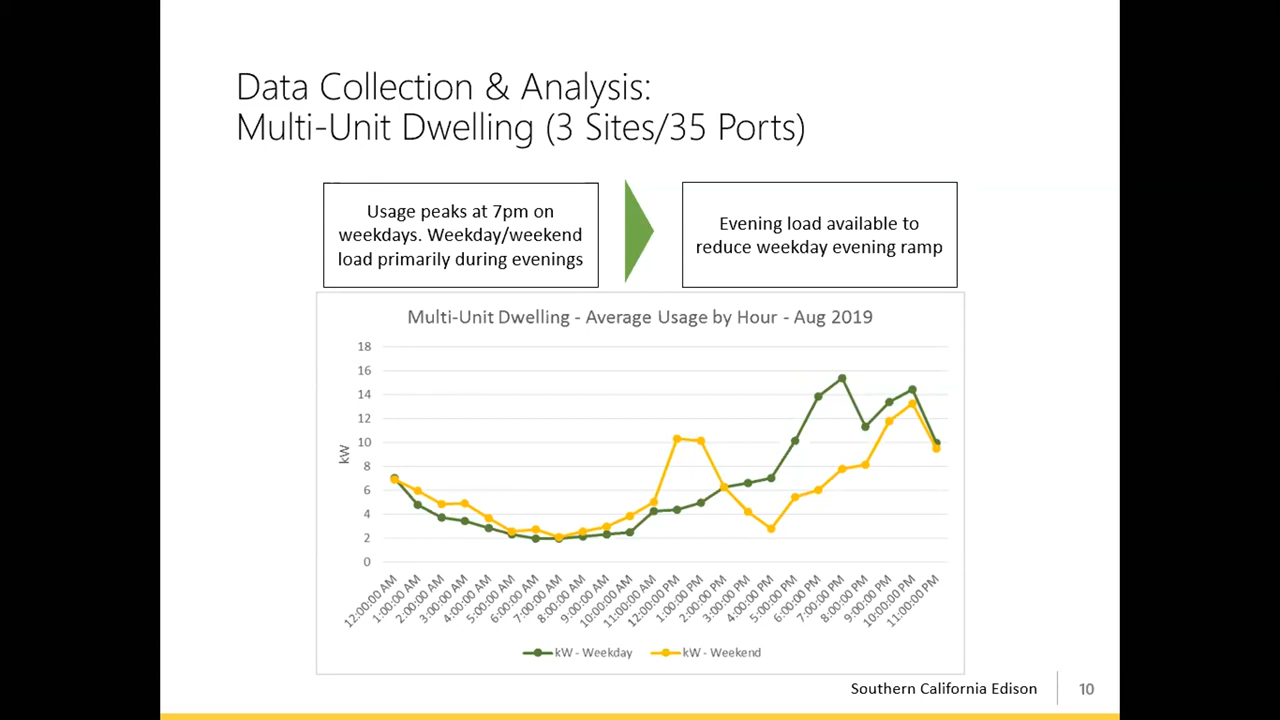 Data Collection & Analysis:
Multi-Unit Dwelling (3 Sites/35 Ports)
Usage peaks at 7pm on
weekdays. Weekday/weekend
load primarily during evenings
Evening load available to
reduce weekday evening ramp
Multi-Unit Dwelling - Average Usage by Hour - Aug 2019
18
16
14
12
10
8
6
4
2
0
kW
12:00:00 AM
1:00:00 AM
2:00:00 AM
3:00:00 AM
4:00:00 AM
5:00:00 AM
6:00:00 AM
7:00:00 AM
8:00:00 AM
9:00:00 AM
10:00:00 AM
11:00:00 AM
12:00:00 PM
1:00:00 PM
2:00:00 PM
3:00:00 PM
4:00:00 PM
5:00:00 PM
6:00:00 PM
7:00:00 PM
8:00:00 PM
9:00:00 PM
10:00:00 PM
11:00:00 PM
kW - Weekday
kW - Weekend
Southern California Edison
10